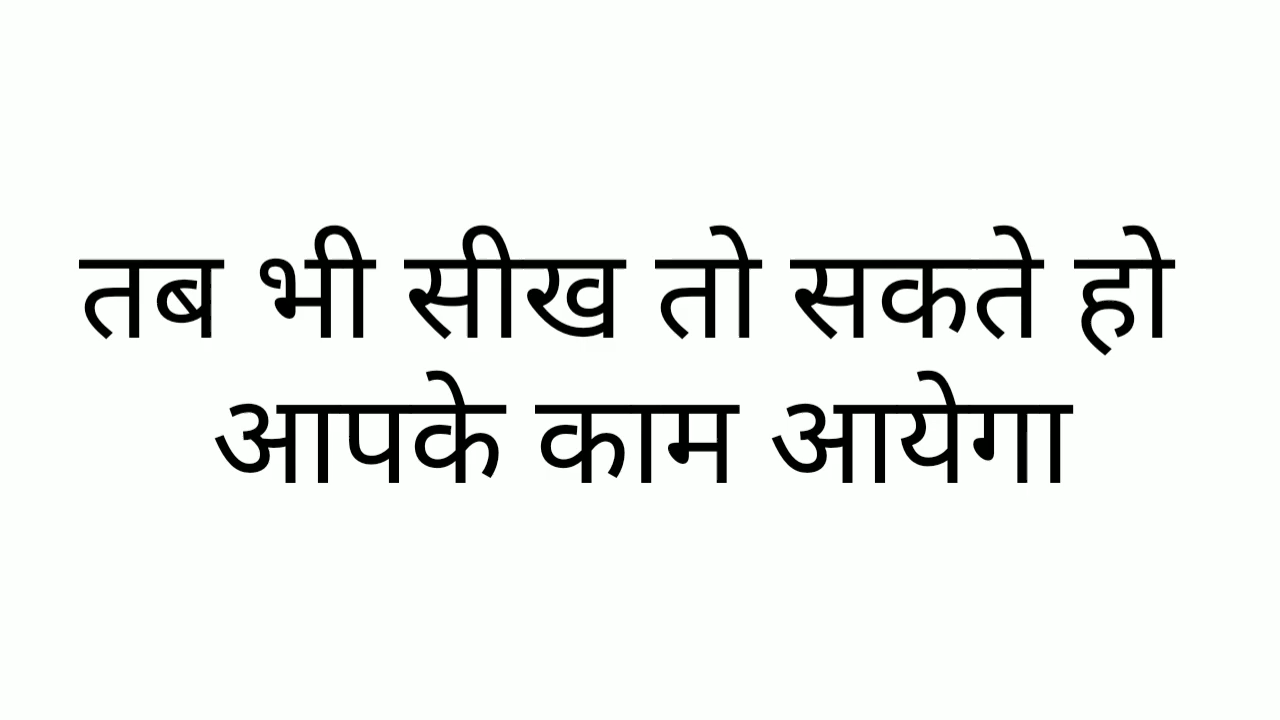 तब भी सीख तो सकते हो
आपके काम आयेगा